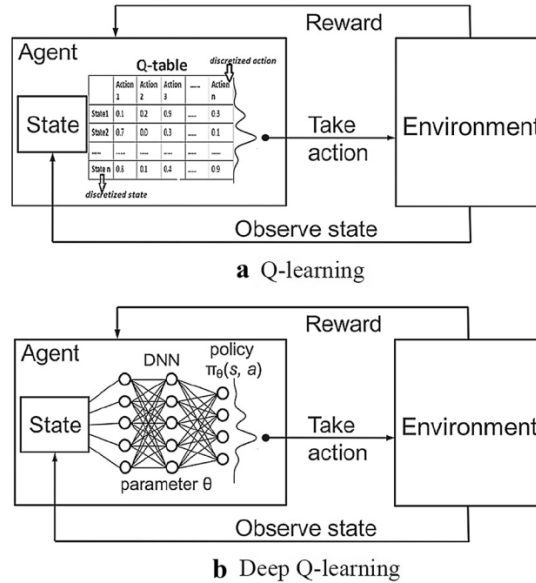 Reward
Agent
Q-table
discretized action
Action 1 Action 2 Action 3 ...... Action n
State1 0.1 0.2 0.9 ...... 0.3
State2 0.7 0.0 0.3 ...... 0.1
...... ...... ...... ...... ...... ......
State n 0.1 0.4 ...... 0.9
discretized state
State
Take
action
Environment
Observe state
a Q-learning
Reward
Agent
DNN
policy
πθ(s, a)
State
parameter θ
Take
action
Environment
Observe state
b Deep Q-learning